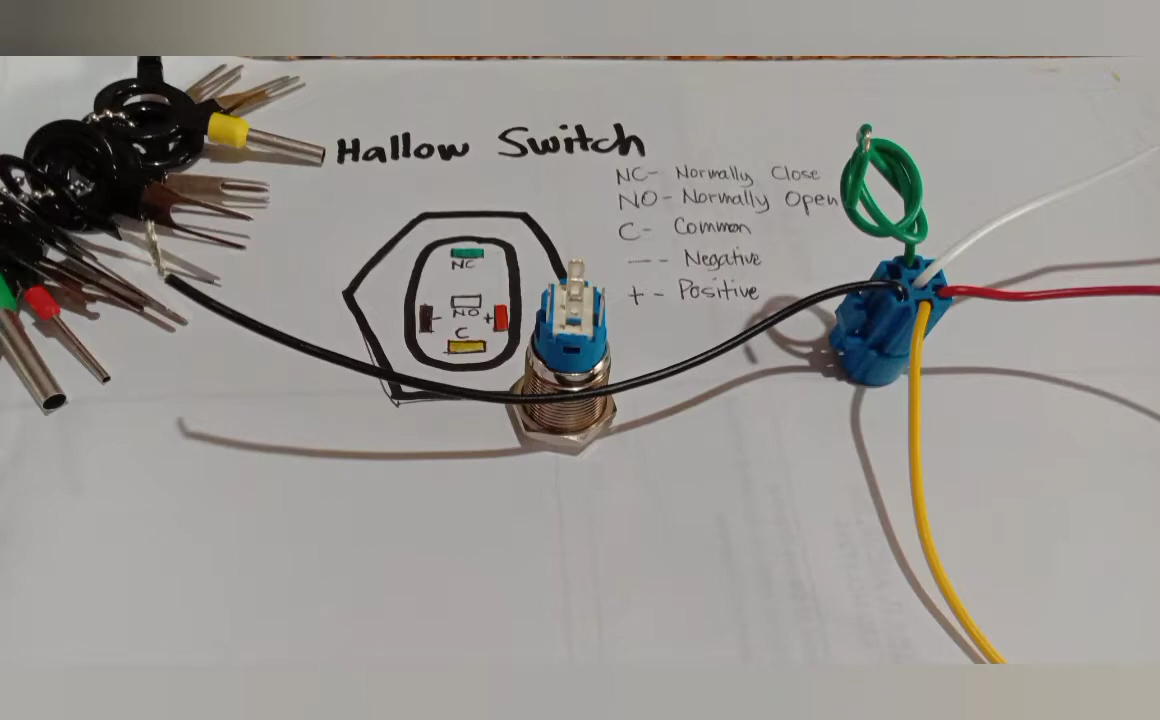 Hallow Switch
NC- Normally Close
NO- Normally Open
C- Common
-- - Negative
+ - Positive
NC
NO
-
+
C